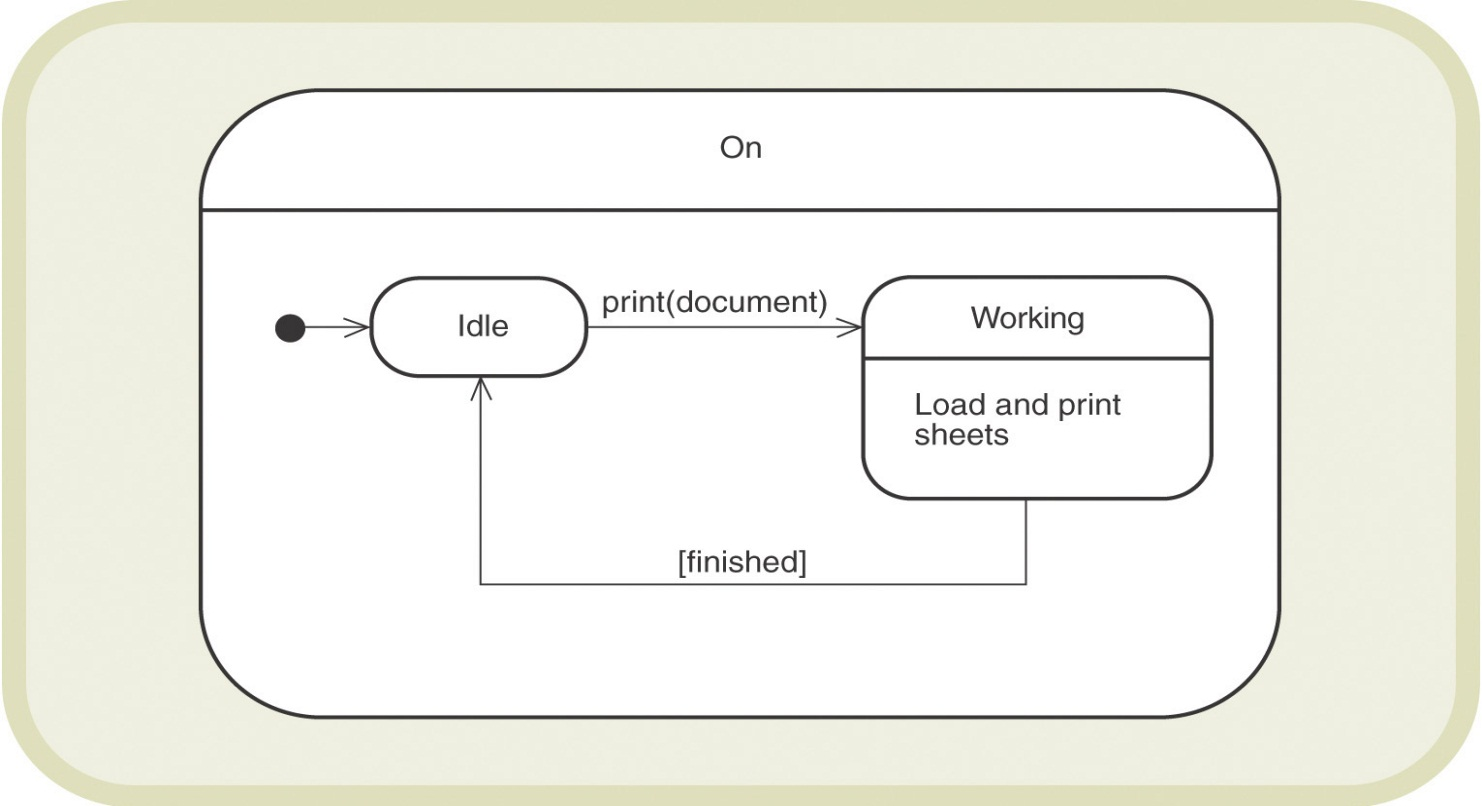 On
Idle
print(document)
Working
Load and print
sheets
[finished]